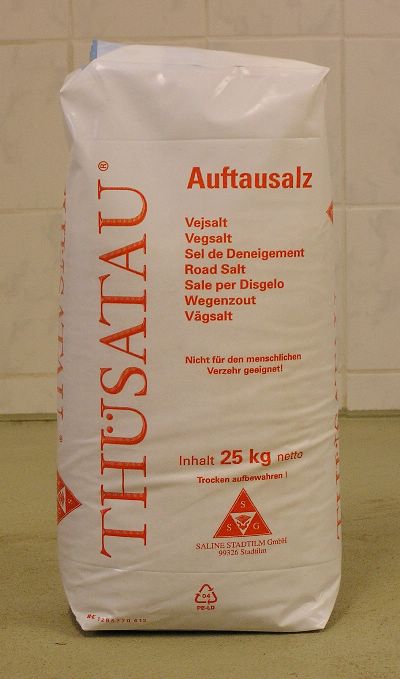 THÜSATAU®
Auftausalz
Vejsalt
Vegsalt
Sel de Deneigement
Road Salt
Sale per Disgelo
Wegenzout
Vägsalt
Nicht für den menschlichen
Verzehr geeignet!
Inhalt 25 kg netto
Trocken aufbewahren!
S
S G
SALINE STADTILM GmbH
99326 Stadtilm
04
PE-LD